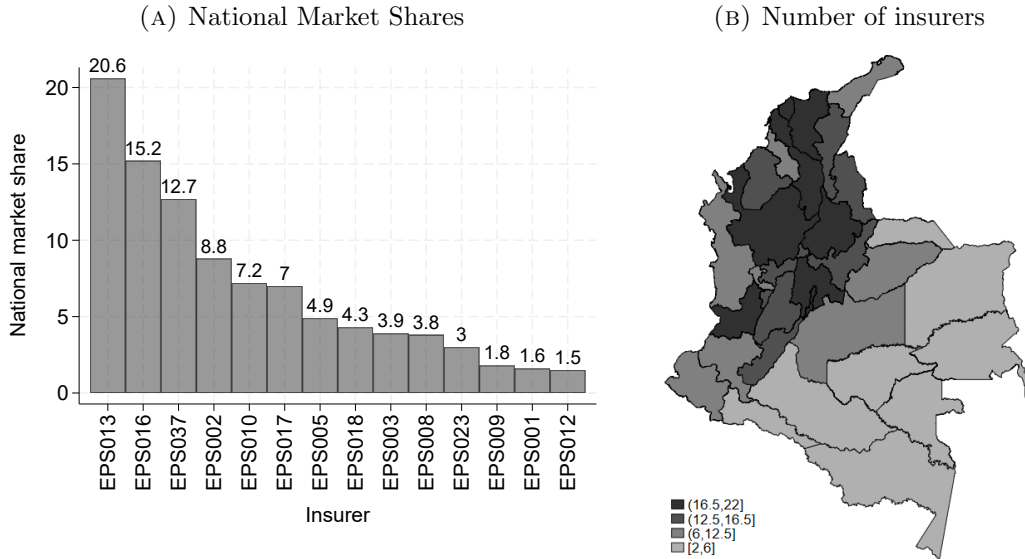 (A) National Market Shares
National market share
20
15
10
5
0
20.6
15.2
12.7
8.8
7.2
7
4.9
4.3
3.9
3.8
3
1.8
1.6
1.5
EPS013
EPS016
EPS037
EPS002
EPS010
EPS017
EPS005
EPS018
EPS003
EPS008
EPS023
EPS009
EPS001
EPS012
Insurer
(B) Number of insurers
(16.5,22]
(12.5,16.5]
(6,12.5]
[2,6]